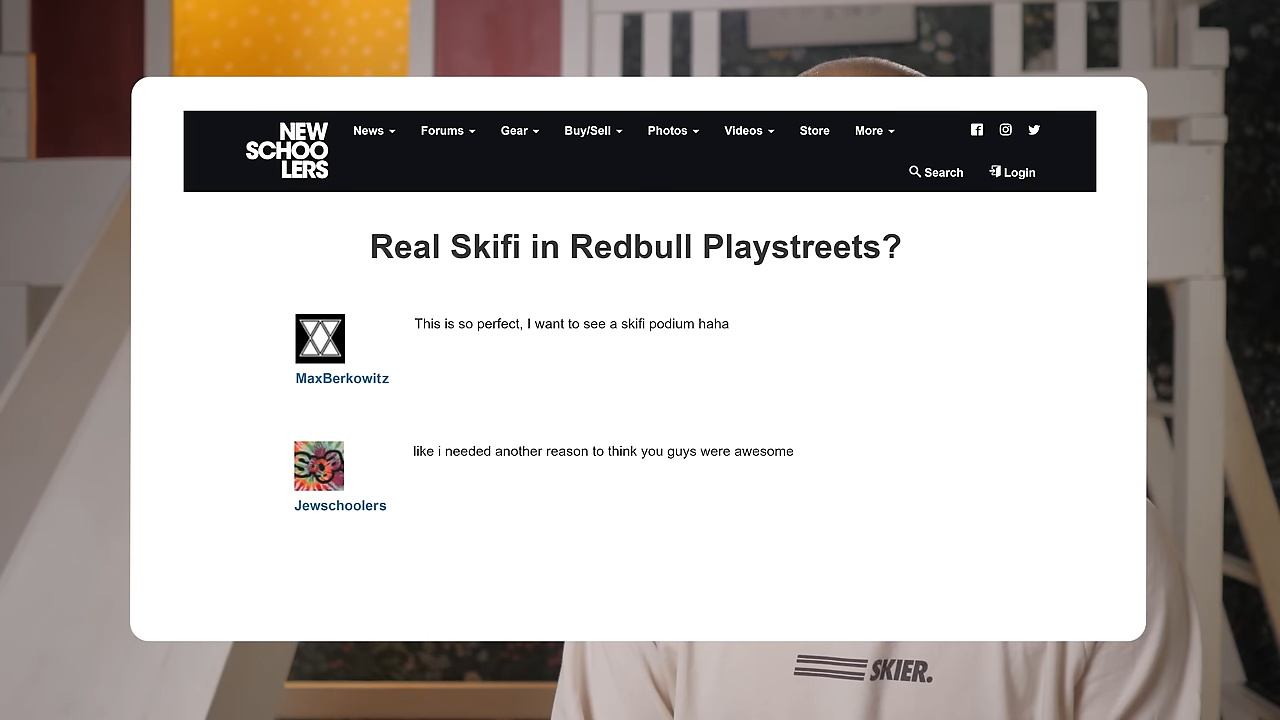 NEW
SCHOO
LERS
News
Forums
Gear
Buy/Sell
Photos
Videos
Store
More
Search
Login
Real Skifi in Redbull Playstreets?
This is so perfect, I want to see a skifi podium haha
MaxBerkowitz
like i needed another reason to think you guys were awesome
Jewschoolers
SKIER.